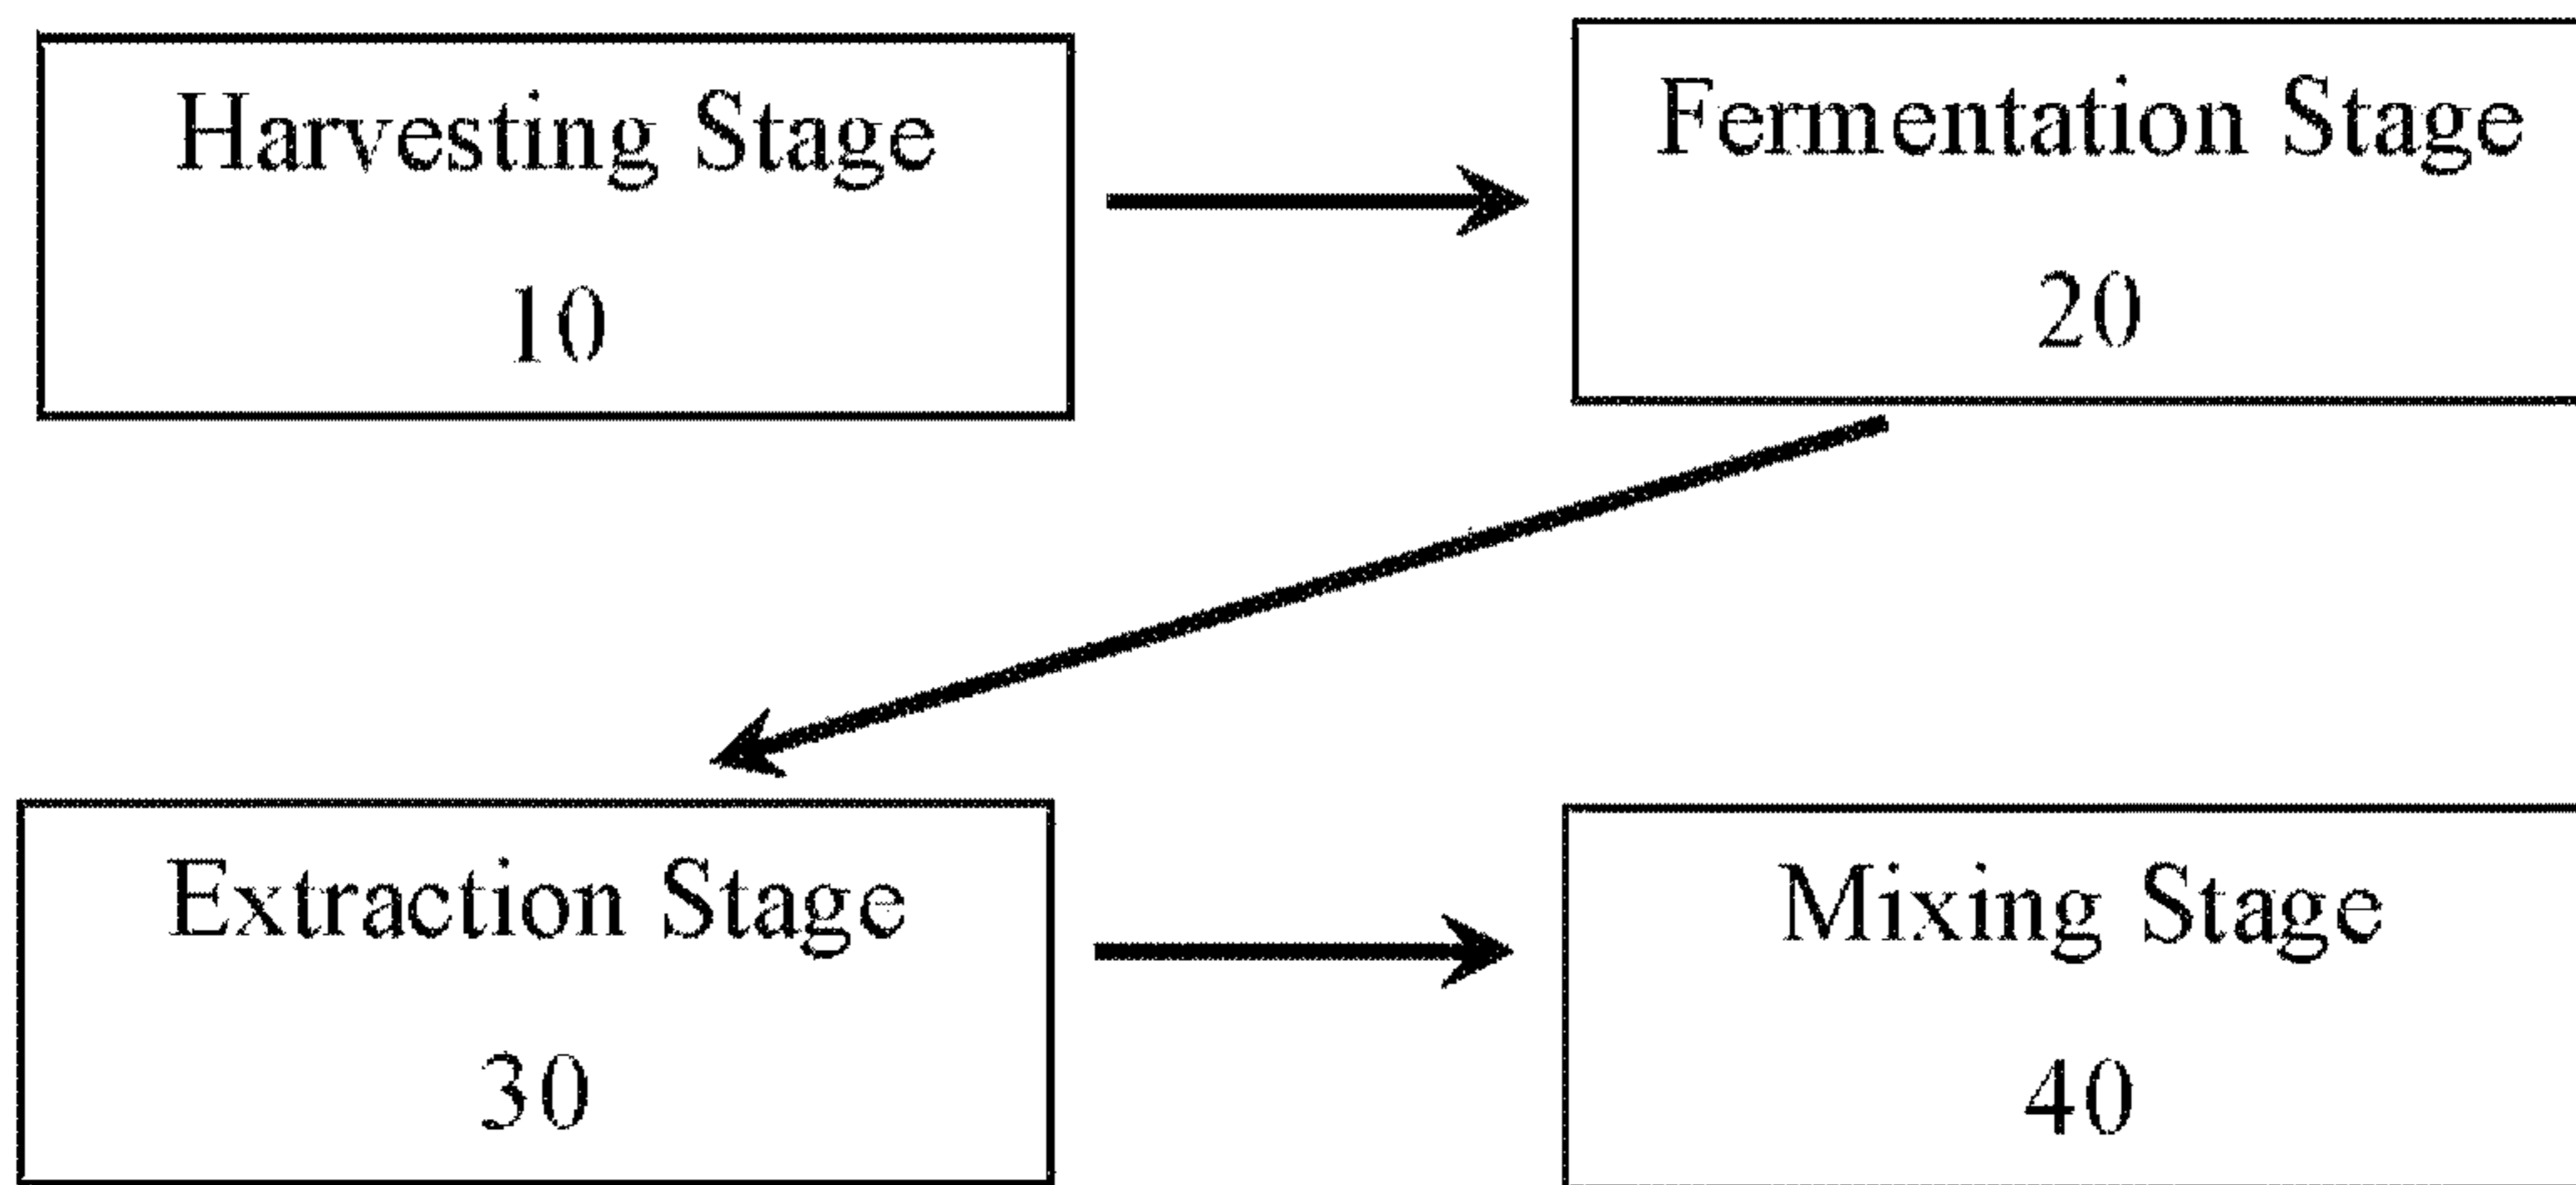 Harvesting Stage
10
Fermentation Stage
20
Extraction Stage
30
Mixing Stage
40